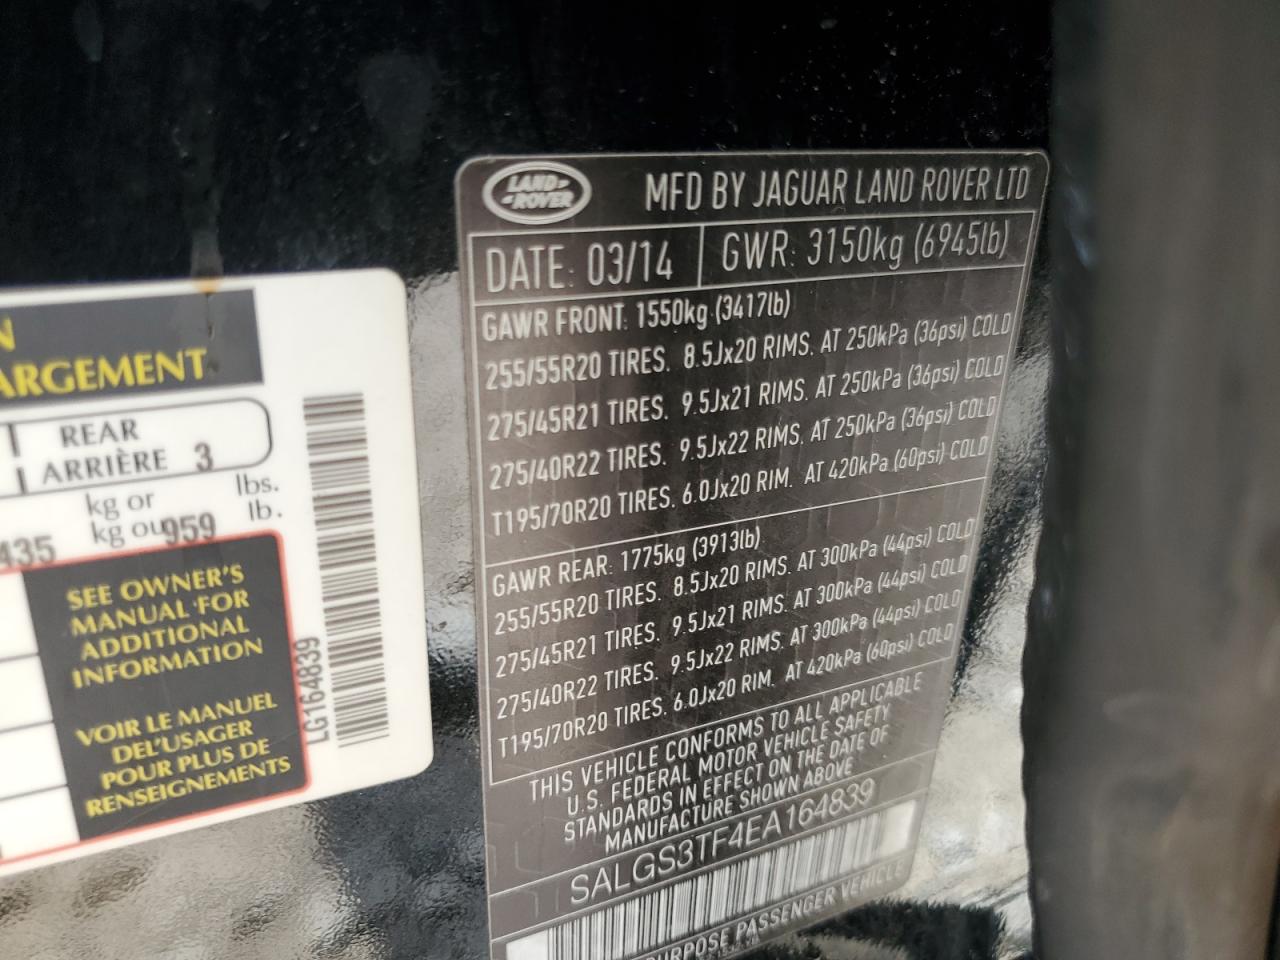 N
ARGEMENT
REAR
ARRIÈRE 3
kg or lbs.
435 kg ou 959 lb.
SEE OWNER'S
MANUAL FOR
ADDITIONAL
INFORMATION
VOIR LE MANUEL
DEL'USAGER
POUR PLUS DE
RENSEIGNEMENTS
LG164839
LAND-
-ROVER
MFD BY JAGUAR LAND ROVER LTD
DATE: 03/14 GWR: 3150kg (6945lb)
GAWR FRONT: 1550kg (3417lb)
255/55R20 TIRES. 8.5Jx20 RIMS. AT 250kPa (36psi) COLD
275/45R21 TIRES. 9.5Jx21 RIMS. AT 250kPa (36psi) COLD
275/40R22 TIRES. 9.5Jx22 RIMS. AT 250kPa (36psi) COLD
T195/70R20 TIRES. 6.0Jx20 RIM. AT 420kPa (60psi) COLD
GAWR REAR: 1775kg (3913lb)
255/55R20 TIRES. 8.5Jx20 RIMS. AT 300kPa (44psi) COLD
275/45R21 TIRES. 9.5Jx21 RIMS. AT 300kPa (44psi) COLD
275/40R22 TIRES. 9.5Jx22 RIMS. AT 300kPa (44psi) COLD
T195/70R20 TIRES. 6.0Jx20 RIM. AT 420kPa (60psi) COLD
THIS VEHICLE CONFORMS TO ALL APPLICABLE
U.S. FEDERAL MOTOR VEHICLE SAFETY
STANDARDS IN EFFECT ON THE DATE OF
MANUFACTURE SHOWN ABOVE
SALGS3TF4EA164839
PURPOSE PASSENGER VEHICLE